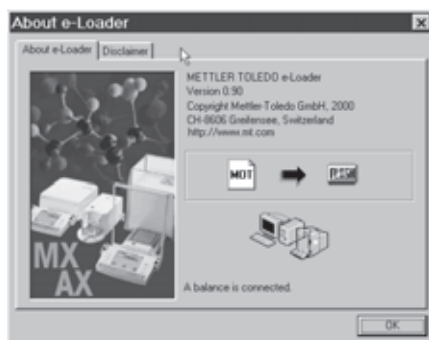 About e-Loader
About e-Loader Disclaimer
METTLER TOLEDO e-Loader
Version 0.90
Copyright Mettler-Toledo GmbH, 2000
CH-8606 Greifensee, Switzerland
http://www.mt.com
MOT
FLASH
MX
AX
A balance is connected.
OK